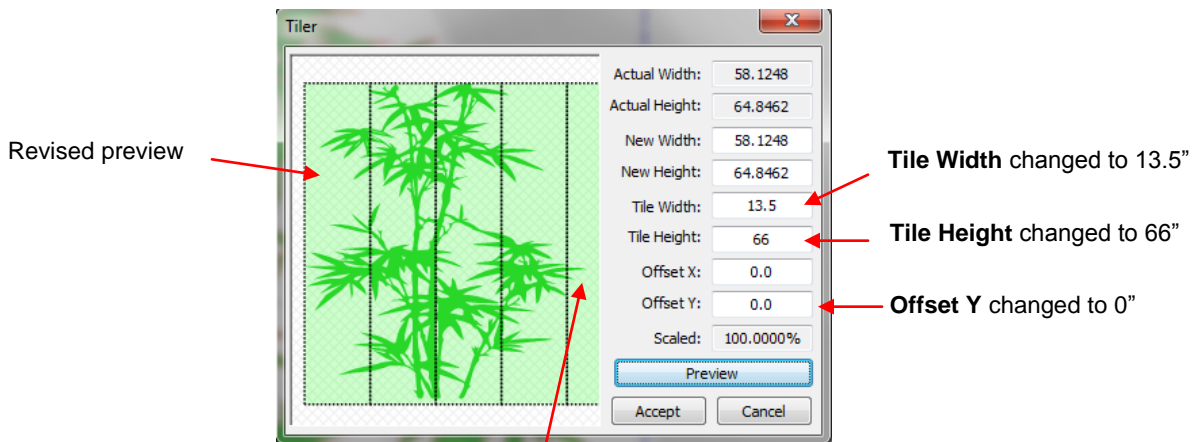 Tiler
Revised preview
Actual Width: 58.1248
Actual Height: 64.8462
New Width: 58.1248
New Height: 64.8462
Tile Width: 13.5
Tile Height: 66
Offset X: 0.0
Offset Y: 0.0
Scaled: 100.0000%
Preview
Accept Cancel
Tile Width changed to 13.5”
Tile Height changed to 66”
Offset Y changed to 0”